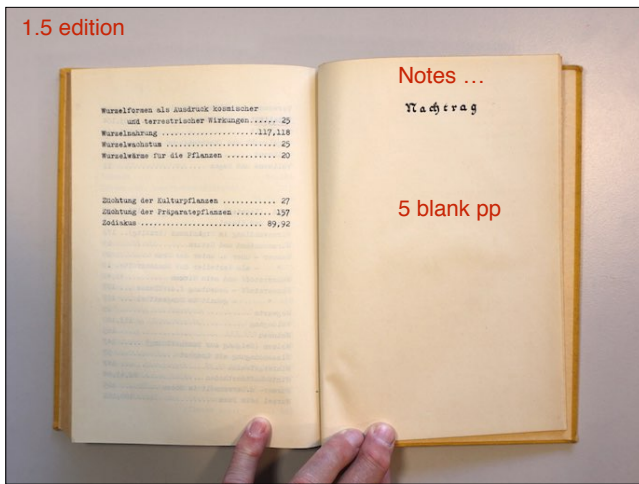 1.5 edition
Wurzelformen als Ausdruck kosmischer
und terrestrischer Wirkungen...... 25
Wurzelnahrung ..................117,118
Wurzelwachstum .................... 25
Wurzelwärme für die Pflanzen ........... 20
Züchtung der Kulturpflanzen ............ 27
Züchtung der Präparatepflanzen ........ 157
Zodiakus ........................ 89,92
Notes …
Nachtrag
5 blank pp